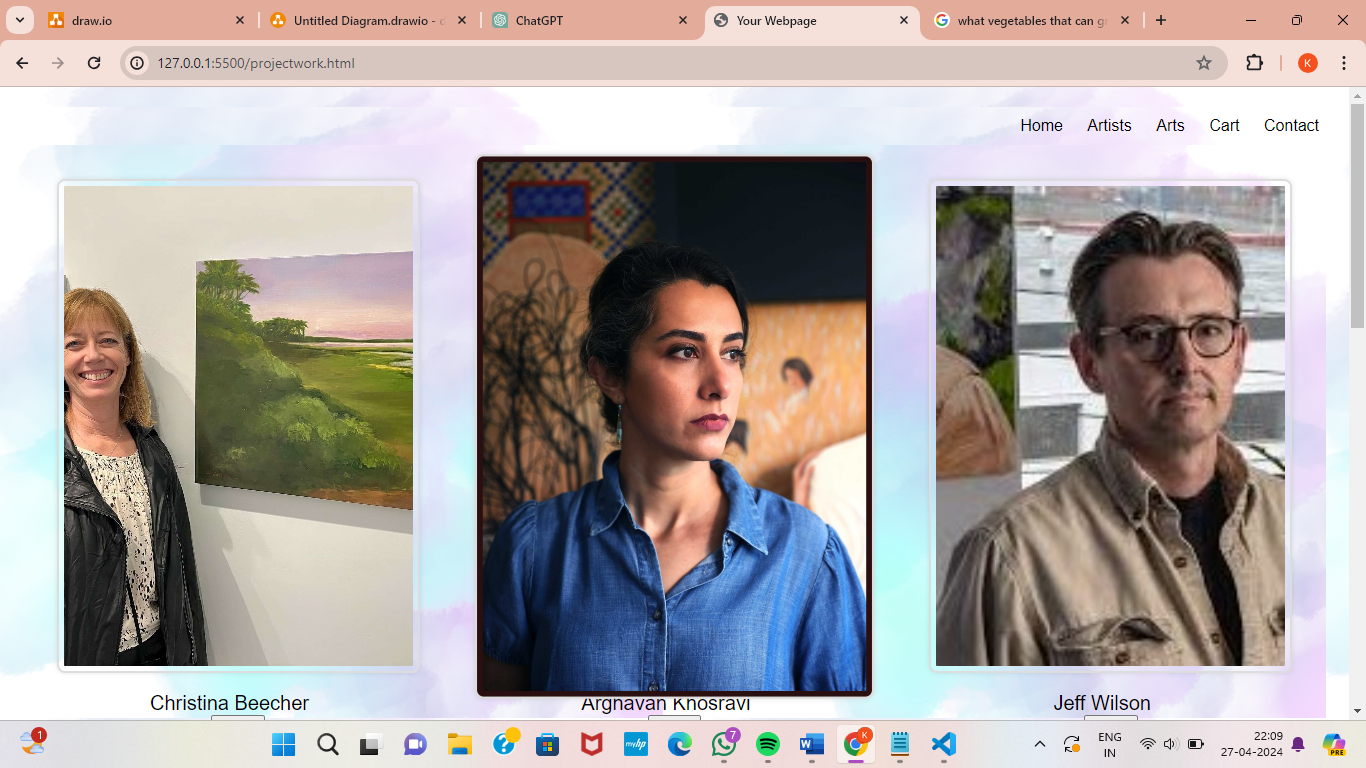 draw.io
Untitled Diagram.drawio - d
ChatGPT
Your Webpage
what vegetables that can g
127.0.0.1:5500/projectwork.html
K
Home Artists Arts Cart Contact
Christina Beecher
Arghavan Khosravi
Jeff Wilson
1
myhp
7
W
K
ENG
IN
22:09
27-04-2024
PRE